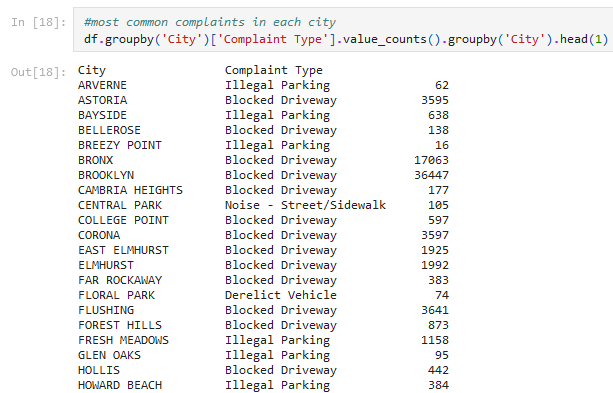 In [18]: #most common complaints in each city
df.groupby('City')['Complaint Type'].value_counts().groupby('City').head(1)
Out[18]: City Complaint Type
ARVERNE Illegal Parking 62
ASTORIA Blocked Driveway 3595
BAYSIDE Illegal Parking 638
BELLEROSE Blocked Driveway 138
BREEZY POINT Illegal Parking 16
BRONX Blocked Driveway 17063
BROOKLYN Blocked Driveway 36447
CAMBRIA HEIGHTS Blocked Driveway 177
CENTRAL PARK Noise - Street/Sidewalk 105
COLLEGE POINT Blocked Driveway 597
CORONA Blocked Driveway 3597
EAST ELMHURST Blocked Driveway 1925
ELMHURST Blocked Driveway 1992
FAR ROCKAWAY Blocked Driveway 383
FLORAL PARK Derelict Vehicle 74
FLUSHING Blocked Driveway 3641
FOREST HILLS Blocked Driveway 873
FRESH MEADOWS Illegal Parking 1158
GLEN OAKS Illegal Parking 95
HOLLIS Blocked Driveway 442
HOWARD BEACH Illegal Parking 384